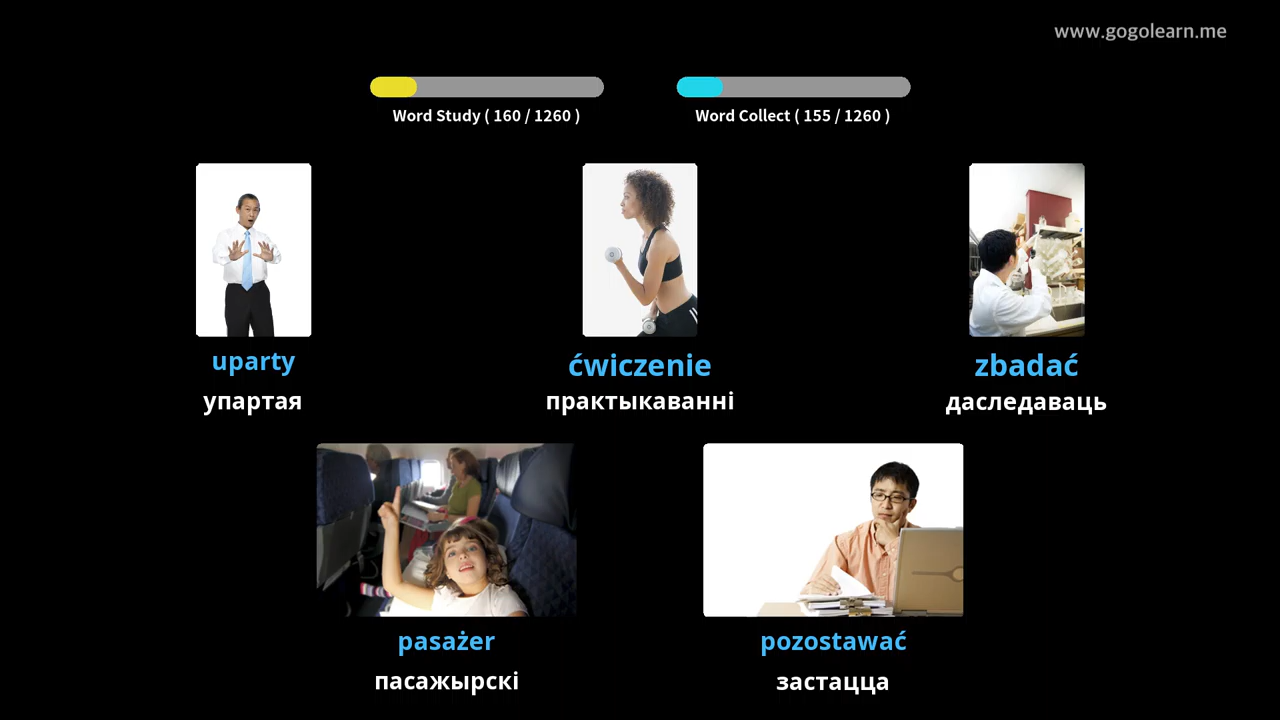 www.gogolearn.me
Word Study ( 160 / 1260 )
Word Collect ( 155 / 1260 )
uparty
упартая
ćwiczenie
практыкаванні
zbadać
даследаваць
pasażer
пасажырскі
pozostawać
застацца